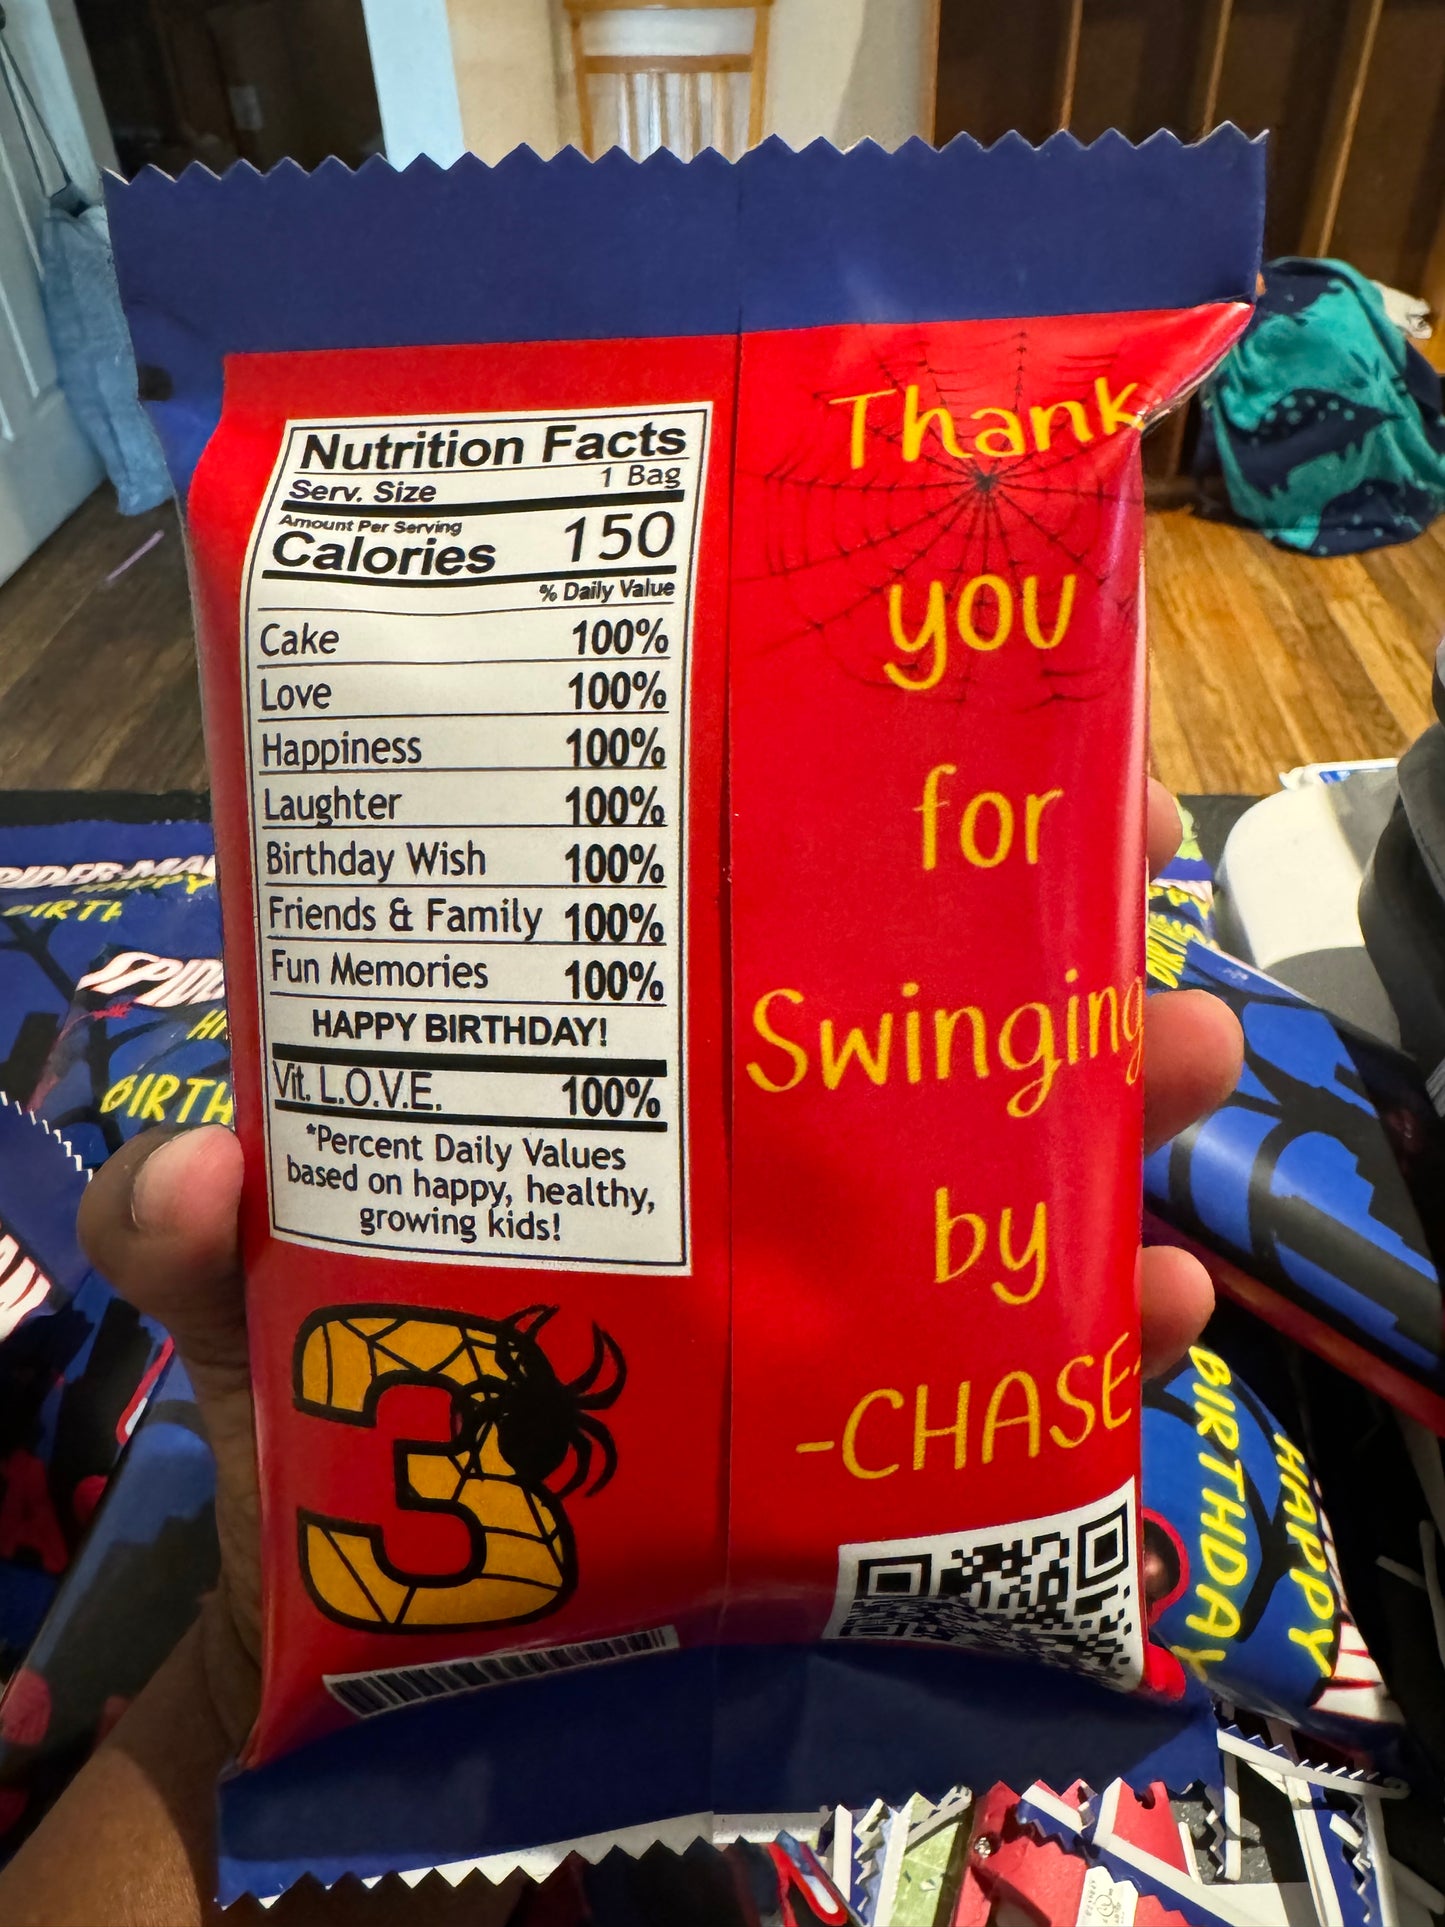 Nutrition Facts
Serv. Size 1 Bag
Amount Per Serving
Calories 150
% Daily Value
Cake 100%
Love 100%
Happiness 100%
Laughter 100%
Birthday Wish 100%
Friends & Family 100%
Fun Memories 100%
HAPPY BIRTHDAY!
Vit. L.O.V.E. 100%
*Percent Daily Values
based on happy, healthy,
growing kids!
3
Thank
you
for
Swinging
by
-CHASE-
HAPPY
BIRTHDAY